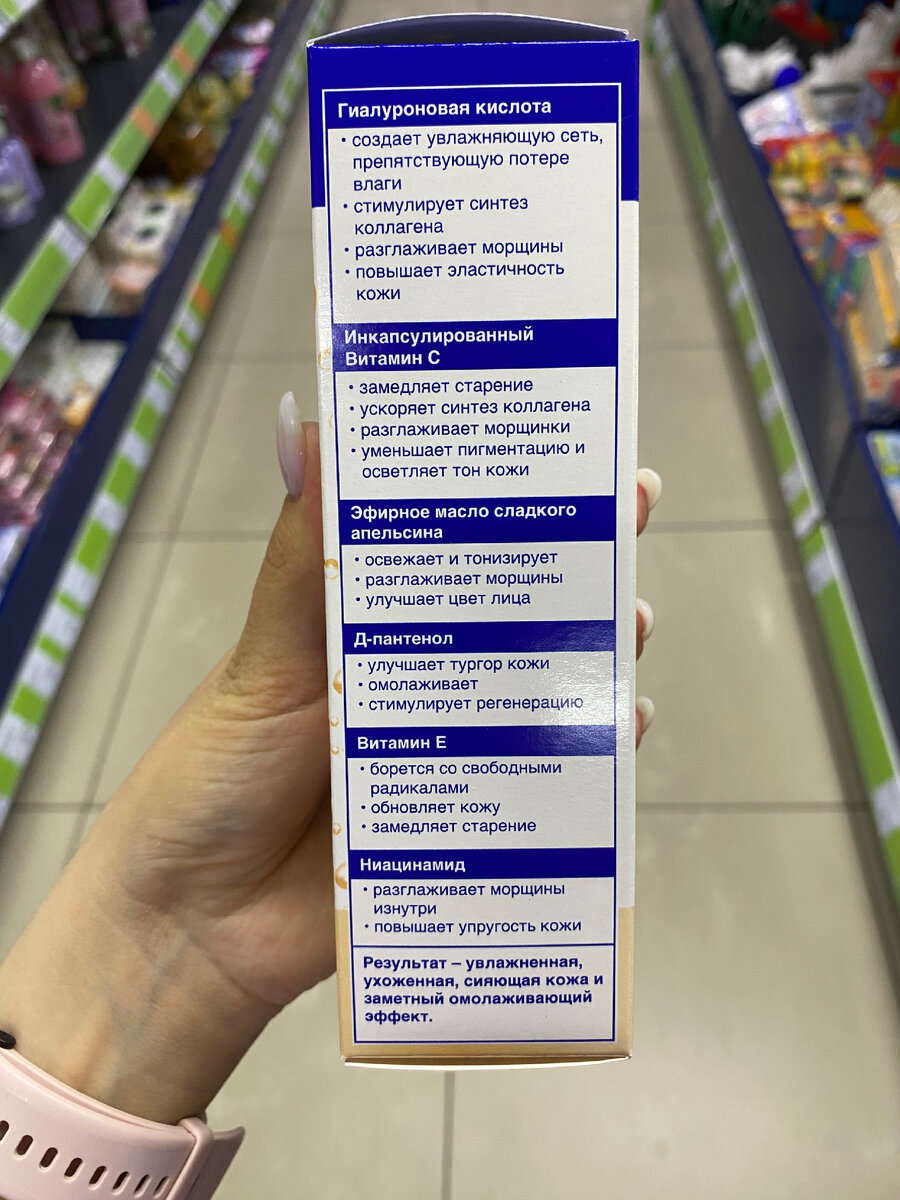 Гиалуроновая кислота
• создает увлажняющую сеть,
препятствующую потере
влаги
• стимулирует синтез
коллагена
• разглаживает морщины
• повышает эластичность
кожи
Инкапсулированный
Витамин С
• замедляет старение
• ускоряет синтез коллагена
• разглаживает морщинки
• уменьшает пигментацию и
осветляет тон кожи
Эфирное масло сладкого
апельсина
• освежает и тонизирует
• разглаживает морщины
• улучшает цвет лица
Д-пантенол
• улучшает тургор кожи
• омолаживает
• стимулирует регенерацию
Витамин Е
• борется со свободными
радикалами
• обновляет кожу
• замедляет старение
Ниацинамид
• разглаживает морщины
изнутри
• повышает упругость кожи
Результат – увлажненная,
ухоженная, сияющая кожа и
заметный омолаживающий
эффект.